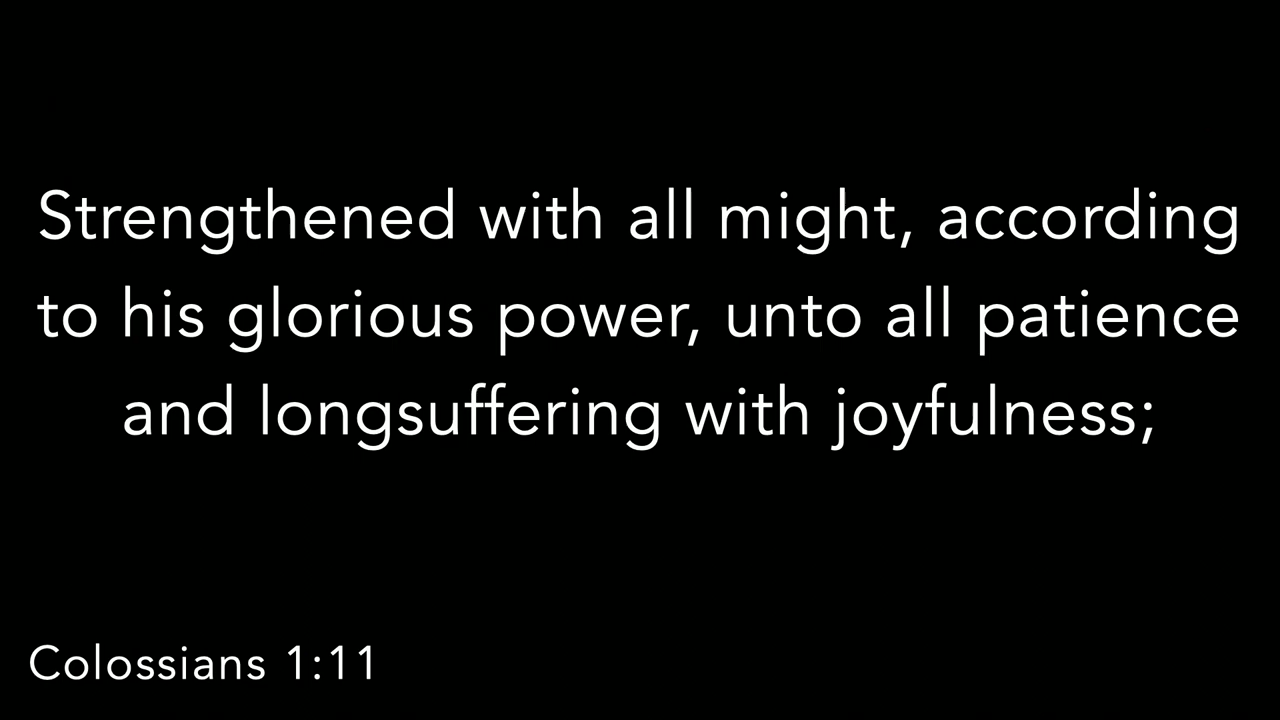 Strengthened with all might, according
to his glorious power, unto all patience
and longsuffering with joyfulness;
Colossians 1:11